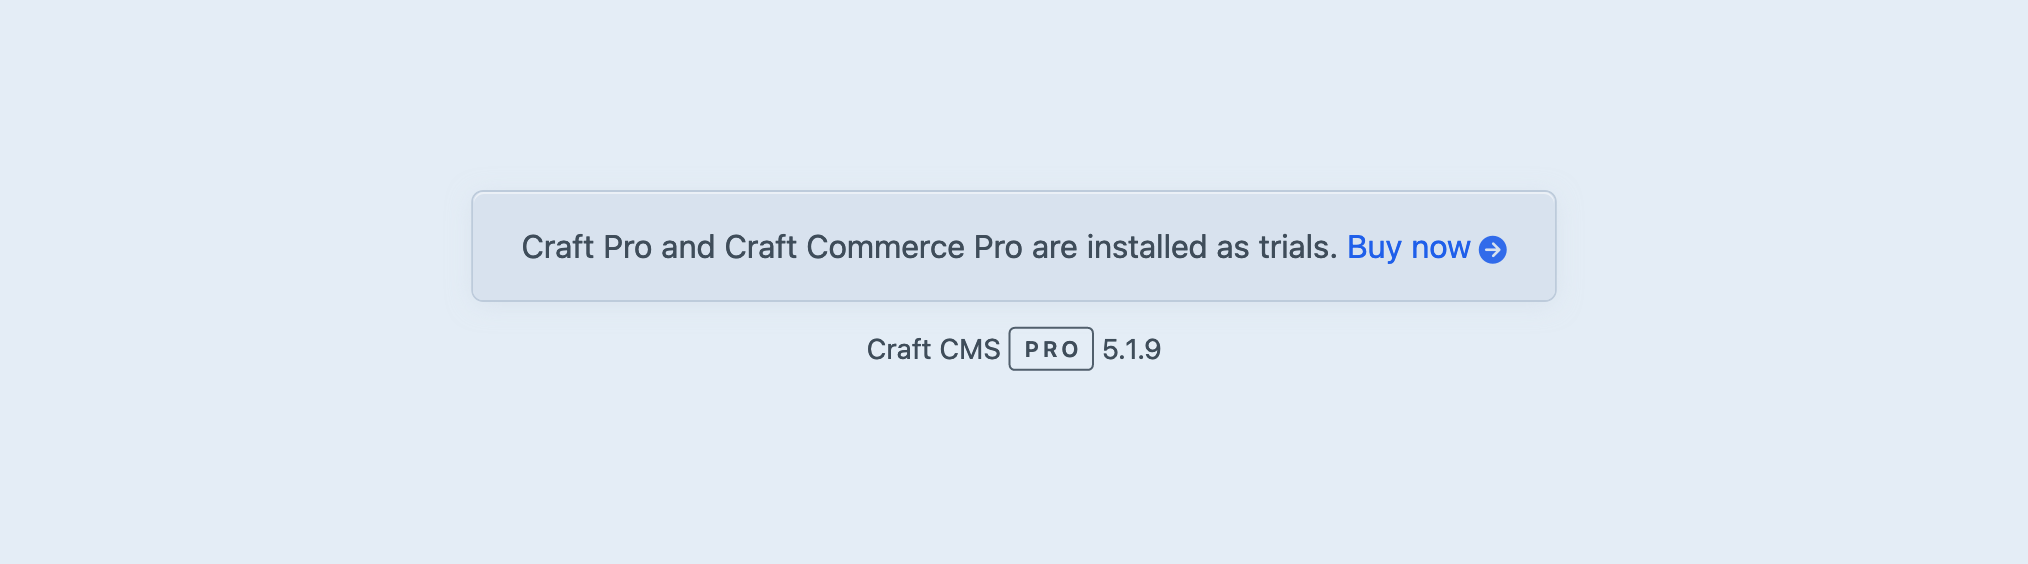 Craft Pro and Craft Commerce Pro are installed as trials. Buy now
Craft CMS PRO 5.1.9